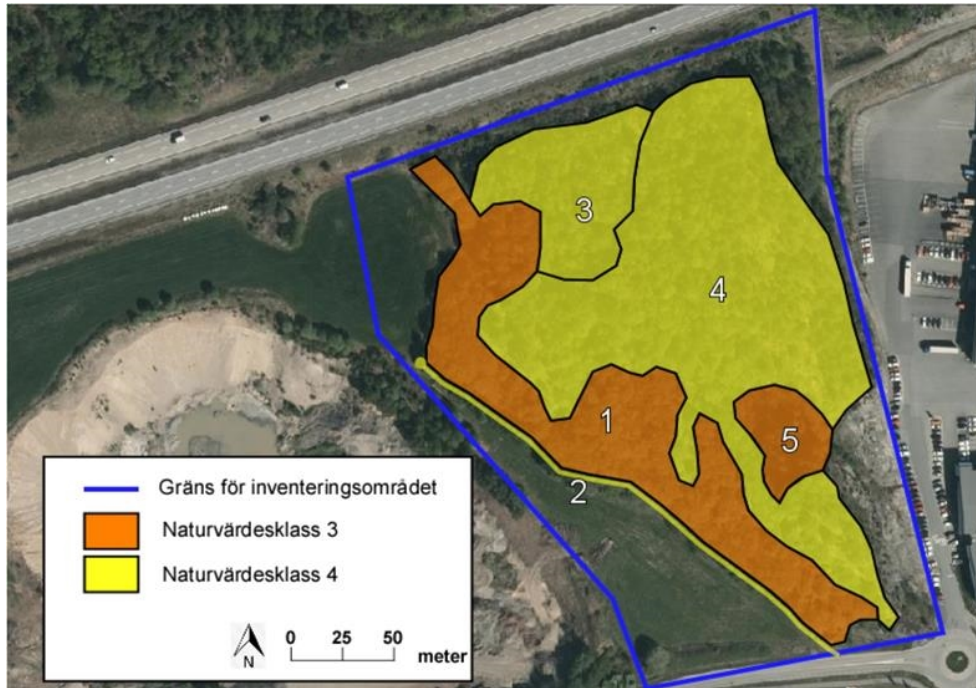 3
4
1
5
2
Gräns för inventeringsområdet
Naturvärdesklass 3
Naturvärdesklass 4
N
0 25 50
meter